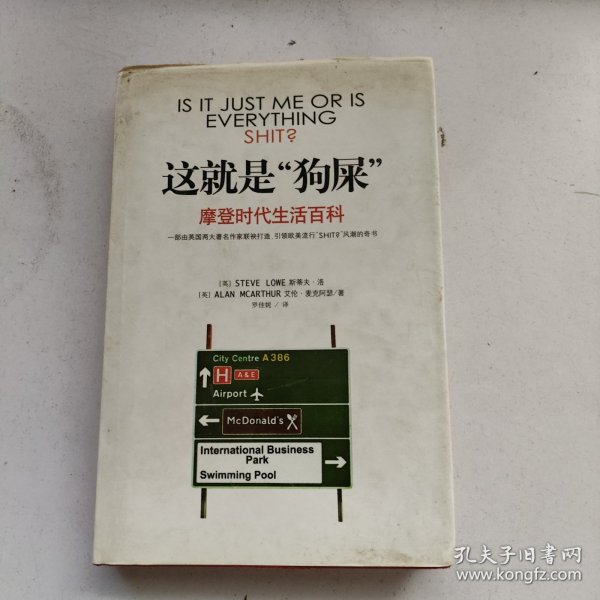 IS IT JUST ME OR IS
EVERYTHING
SHIT?
这就是“狗屎”
摩登时代生活百科
一部由英国两大著名作家联袂打造、引领欧美流行“SHIT?”风潮的奇书
[英] STEVE LOWE 斯蒂夫·洛
[英] ALAN MCARTHUR 艾伦·麦克阿瑟/著
罗佳妮 / 译
City Centre A386
H A&E
Airport
McDonald's
International Business
Park
Swimming Pool
孔夫子旧书网
www.kongfz.com